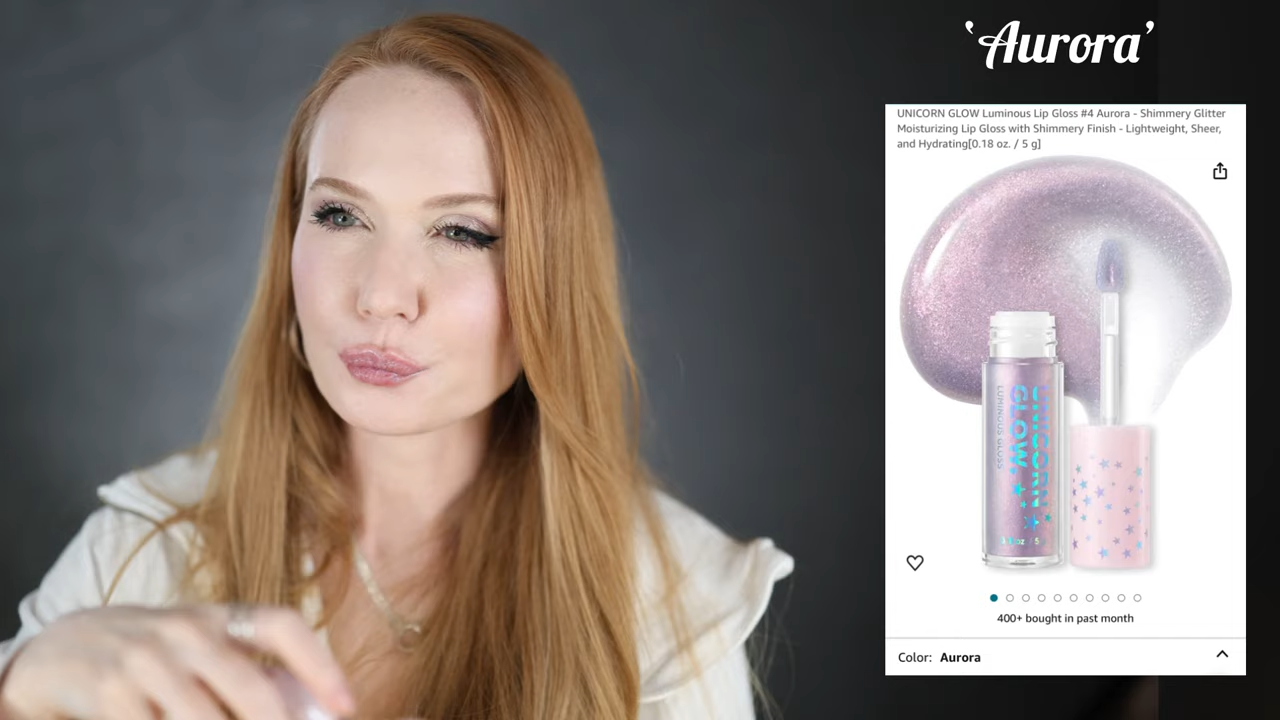 'Aurora'
UNICORN GLOW Luminous Lip Gloss #4 Aurora - Shimmery Glitter
Moisturizing Lip Gloss with Shimmery Finish - Lightweight, Sheer,
and Hydrating[0.18 oz. / 5 g]
UNICORN
GLOW
LUMINOUS GLOSS
400+ bought in past month
Color: Aurora